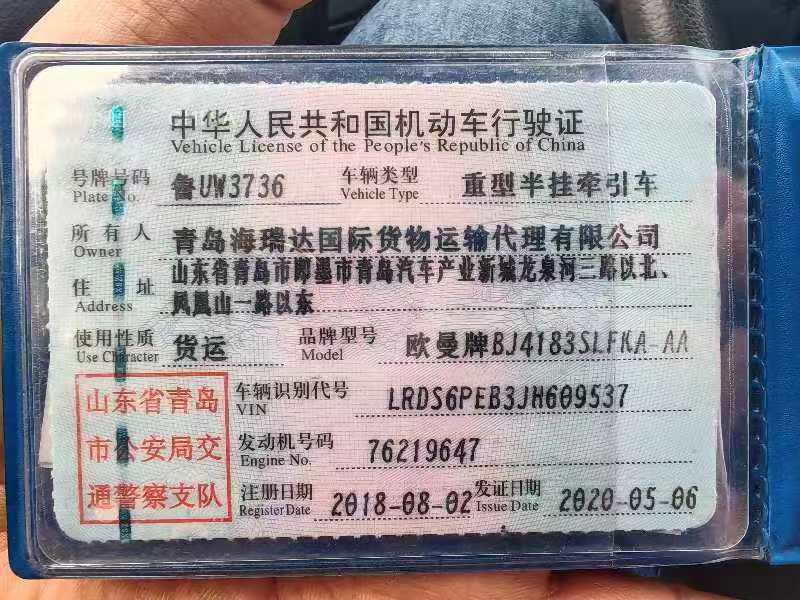 中华人民共和国机动车行驶证
Vehicle License of the People's Republic of China
号牌号码 鲁UW3736 车辆类型 重型半挂牵引车
Plate No. Vehicle Type
所有人 青岛海瑞达国际货物运输代理有限公司
Owner
住址 山东省青岛市即墨市青岛汽车产业新城龙泉河三路以北、
Address 凤凰山一路以东
使用性质 货运 品牌型号 欧曼牌BJ4183SLFKA-AA
Use Character Model
山东省青岛 车辆识别代号 LRDS6PEB3JH609537
VIN
市公安局交 发动机号码 76219647
Engine No.
通警察支队 注册日期 2018-08-02 发证日期 2020-05-06
Register Date Issue Date